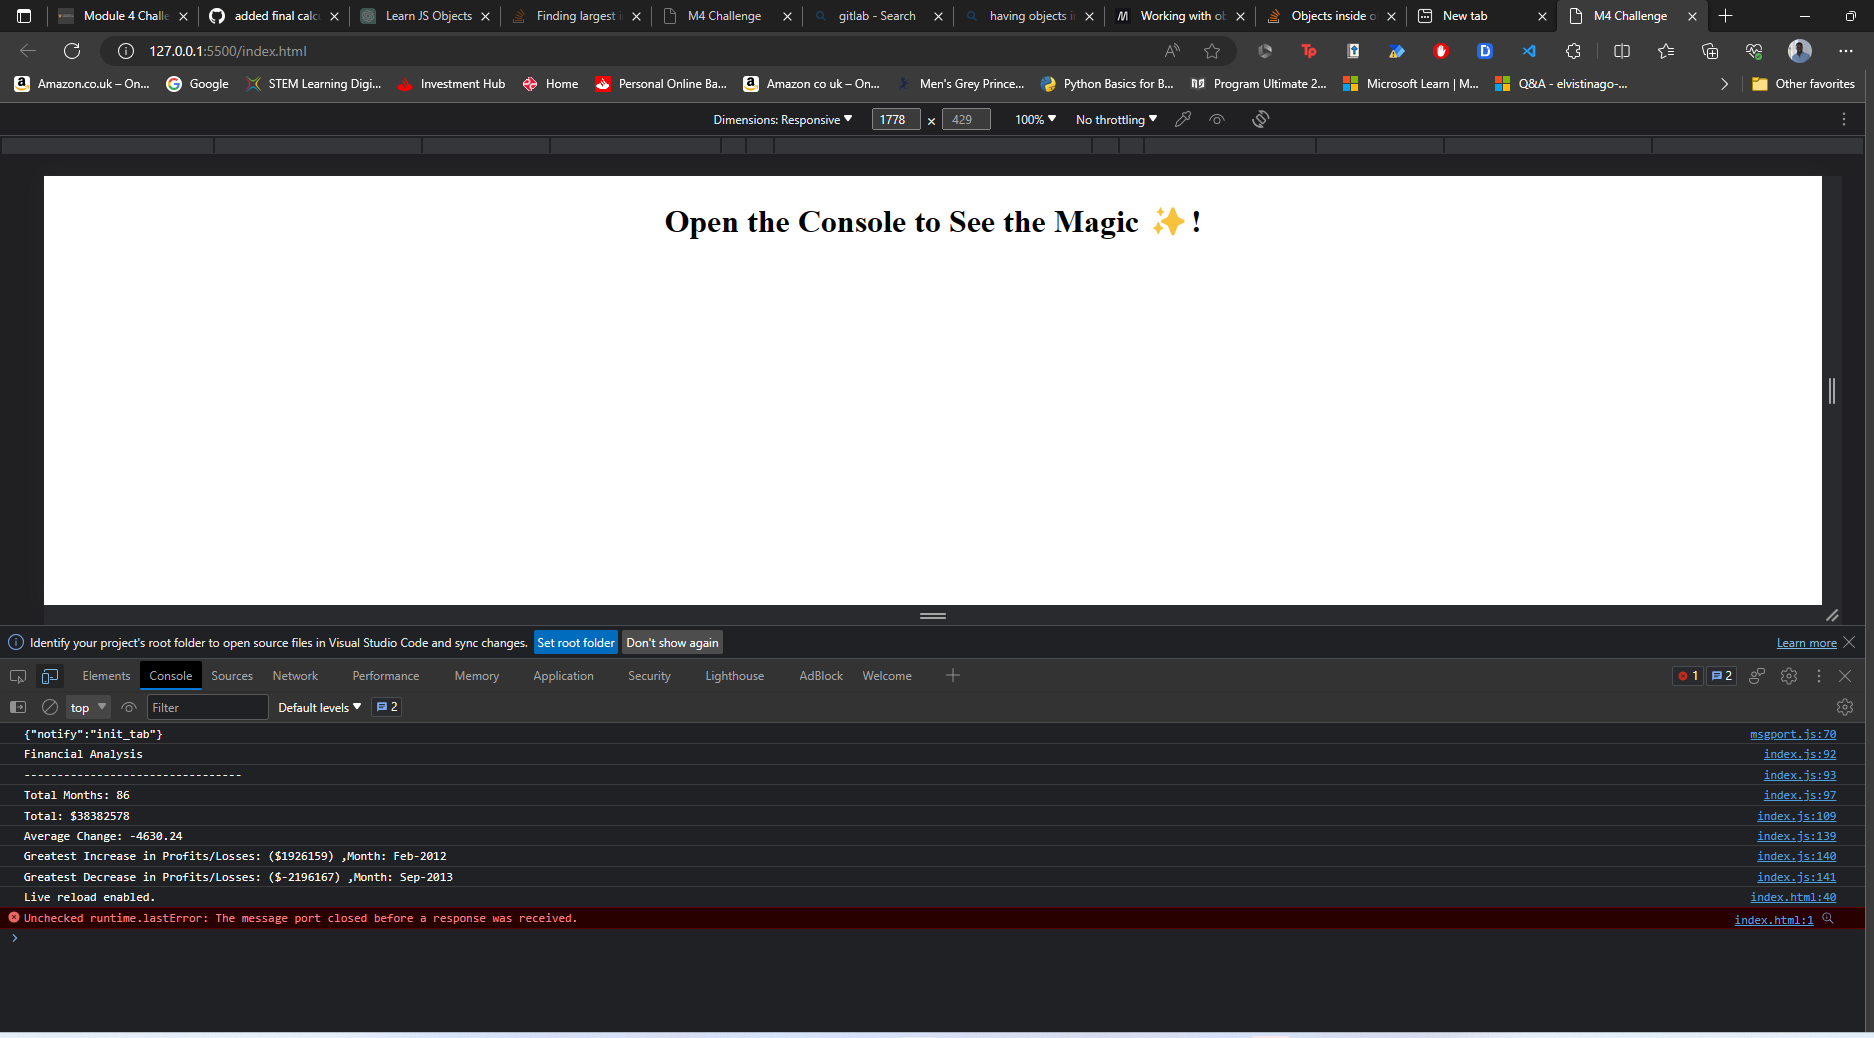 Module 4 Challe
added final calc
Learn JS Objects
Finding largest i
M4 Challenge
gitlab - Search
having objects i
Working with ob
Objects inside o
New tab
M4 Challenge
127.0.0.1:5500/index.html
Amazon.co.uk – On...
Google
STEM Learning Digi...
Investment Hub
Home
Personal Online Ba...
Amazon co uk – On...
Men's Grey Prince...
Python Basics for B...
Program Ultimate 2...
Microsoft Learn | M...
Q&A - elvistinago-...
Other favorites
Dimensions: Responsive 1778 × 429 100% No throttling
Open the Console to See the Magic ✨!
Identify your project's root folder to open source files in Visual Studio Code and sync changes. Set root folder Don't show again Learn more
Elements Console Sources Network Performance Memory Application Security Lighthouse AdBlock Welcome 1 2
top Filter Default levels 2
{"notify":"init_tab"} msgport.js:70
Financial Analysis index.js:92
--------------------------------- index.js:93
Total Months: 86 index.js:97
Total: $38382578 index.js:109
Average Change: -4630.24 index.js:139
Greatest Increase in Profits/Losses: ($1926159) ,Month: Feb-2012 index.js:140
Greatest Decrease in Profits/Losses: ($-2196167) ,Month: Sep-2013 index.js:141
Live reload enabled. index.html:40
Unchecked runtime.lastError: The message port closed before a response was received. index.html:1